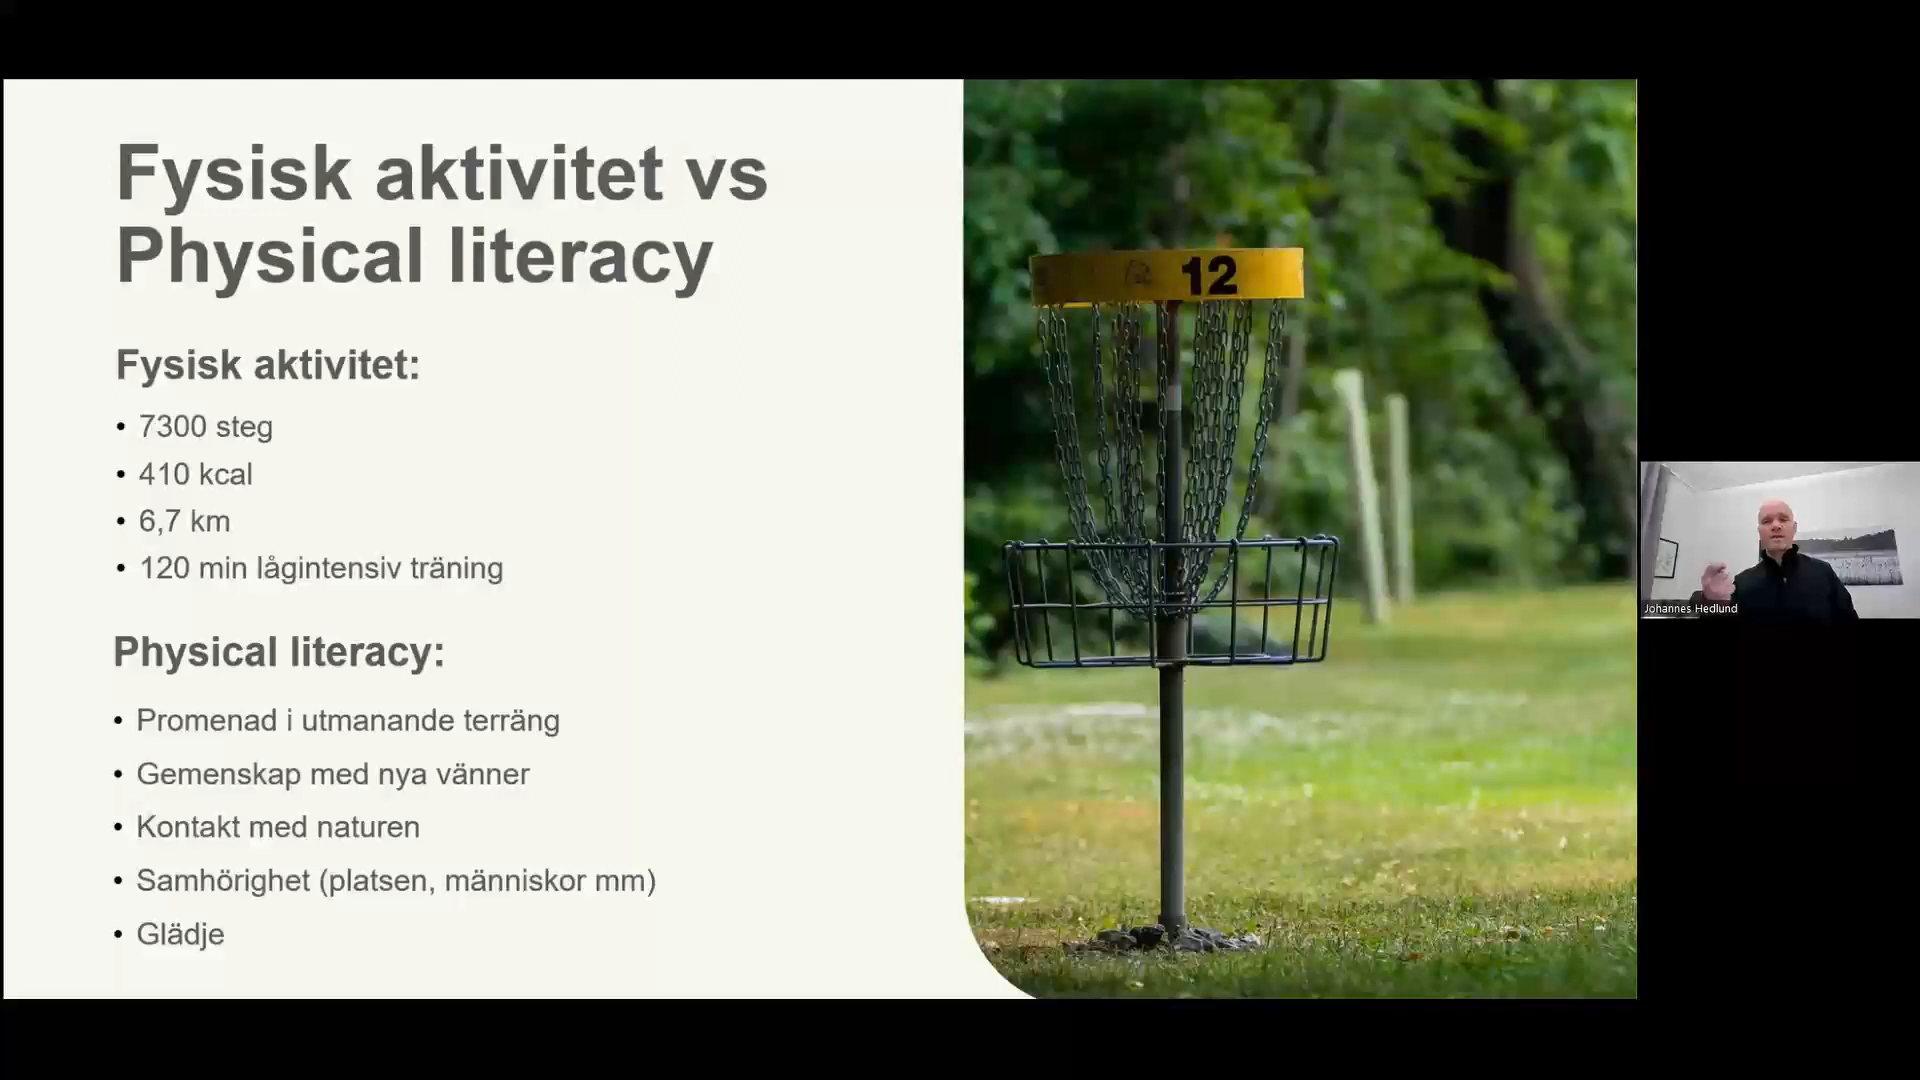 Fysisk aktivitet vs
Physical literacy
Fysisk aktivitet:
• 7300 steg
• 410 kcal
• 6,7 km
• 120 min lågintensiv träning
Physical literacy:
• Promenad i utmanande terräng
• Gemenskap med nya vänner
• Kontakt med naturen
• Samhörighet (platsen, människor mm)
• Glädje
12
Johannes Hedlund